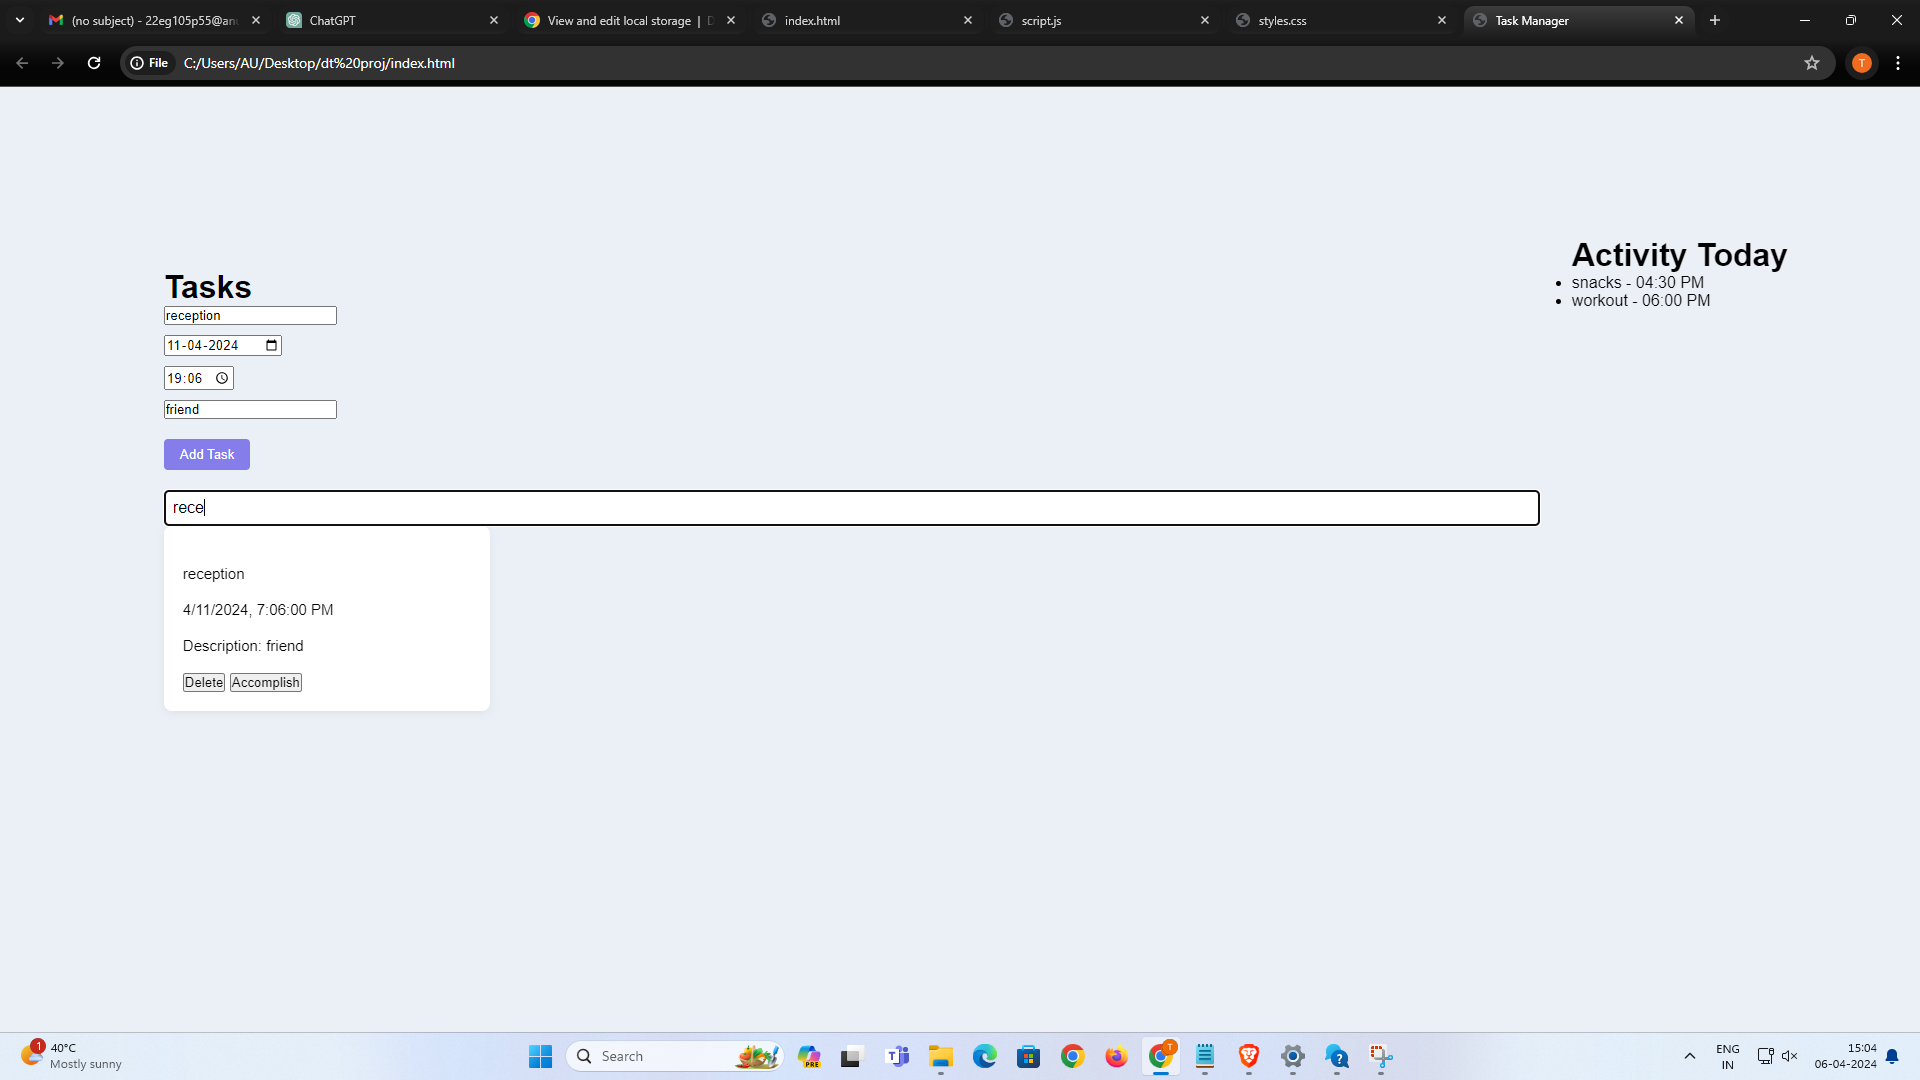 (no subject) - 22eg105p55@an
ChatGPT
View and edit local storage | D
index.html
script.js
styles.css
Task Manager
File
C:/Users/AU/Desktop/dt%20proj/index.html
T
Activity Today
snacks - 04:30 PM
workout - 06:00 PM
Tasks
reception
11-04-2024
19:06
friend
Add Task
rece
reception
4/11/2024, 7:06:00 PM
Description: friend
Delete Accomplish
1
40°C
Mostly sunny
Search
PRE
T
ENG
IN
15:04
06-04-2024